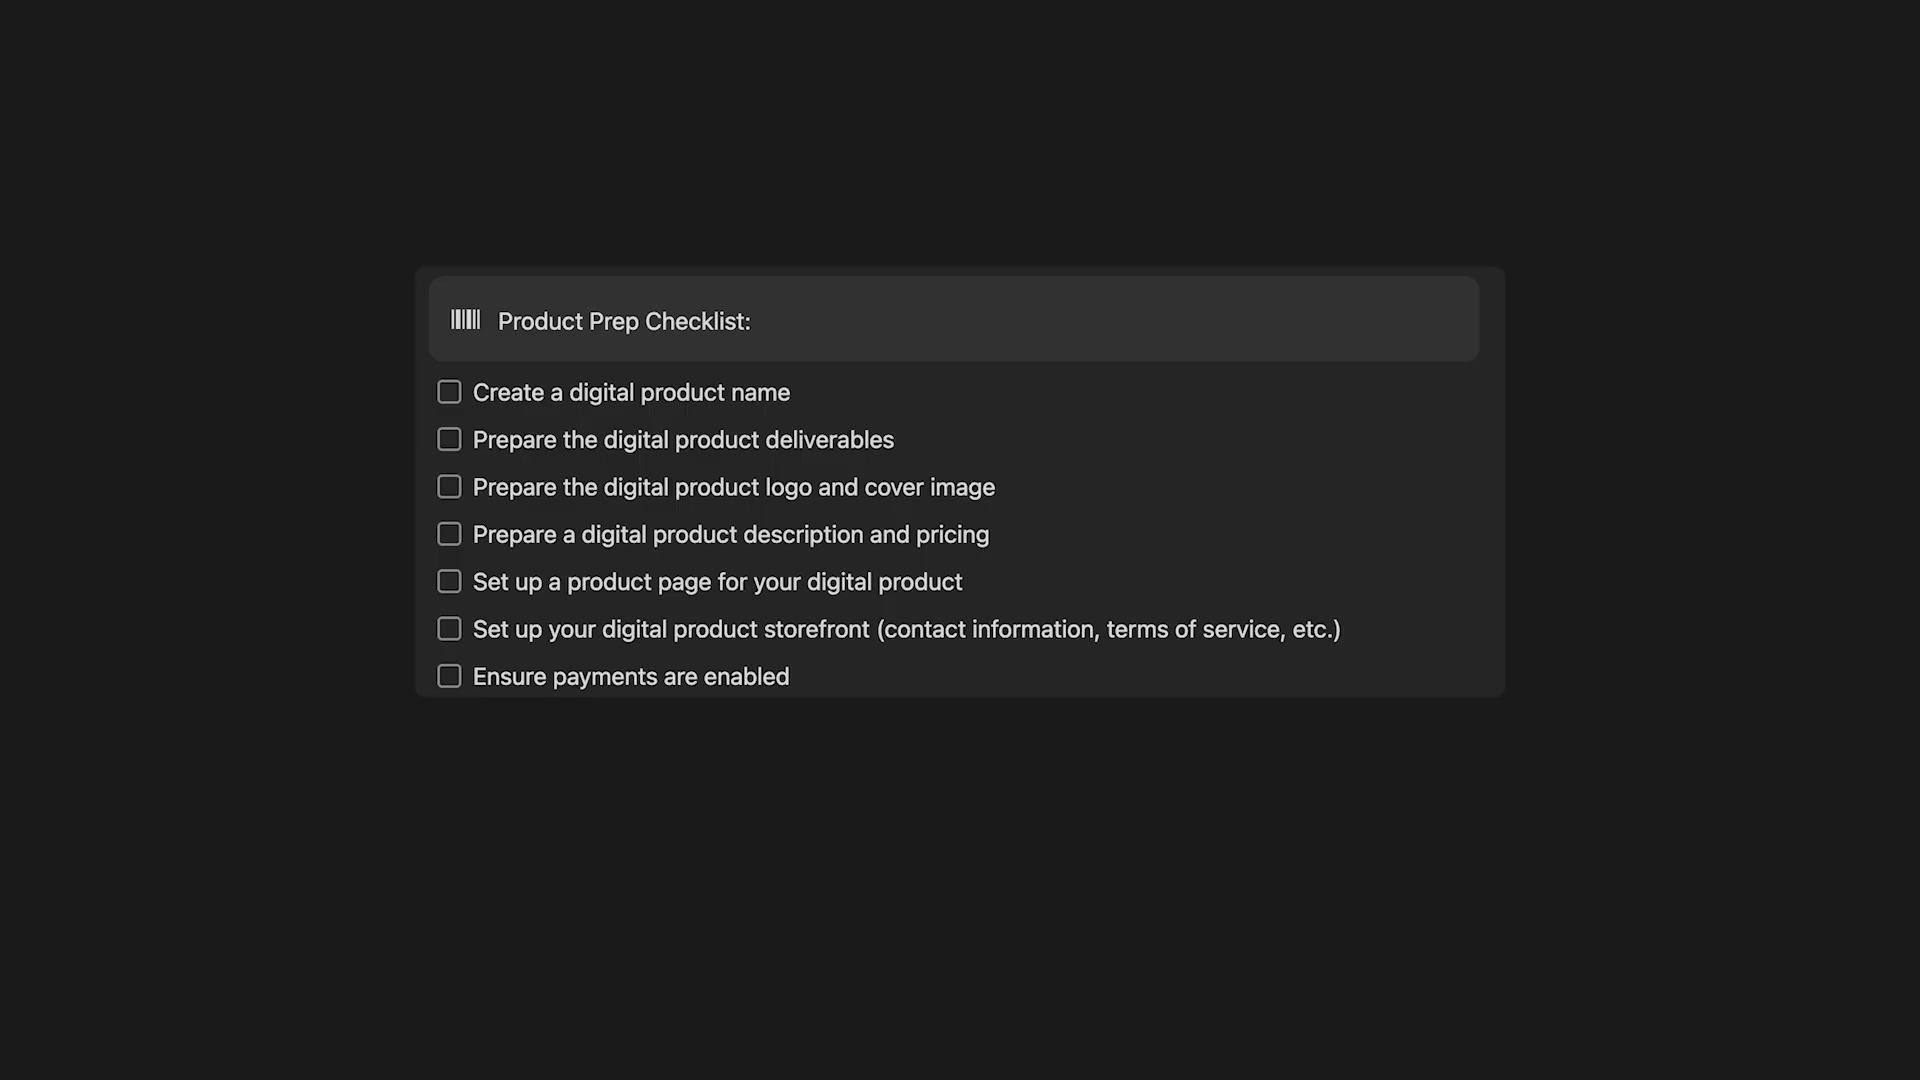 Product Prep Checklist:
Create a digital product name
Prepare the digital product deliverables
Prepare the digital product logo and cover image
Prepare a digital product description and pricing
Set up a product page for your digital product
Set up your digital product storefront (contact information, terms of service, etc.)
Ensure payments are enabled